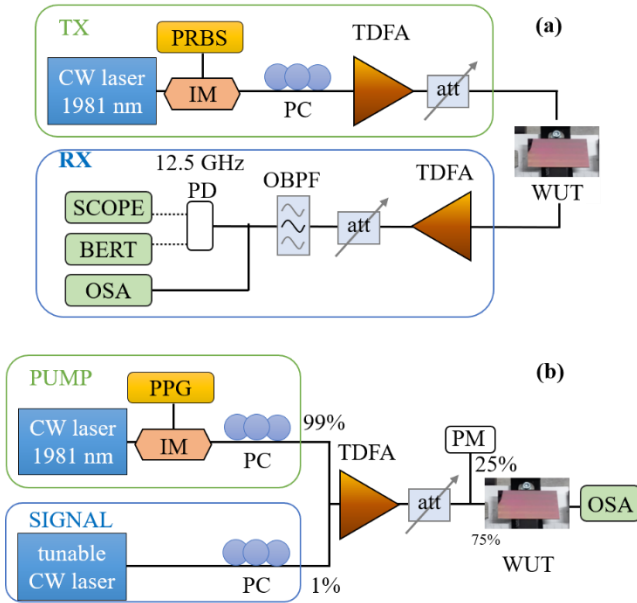 TX
(a)
PRBS
TDFA
CW laser
1981 nm
IM
PC
att
RX
12.5 GHz
PD
OBPF
TDFA
WUT
SCOPE
att
BERT
OSA
(b)
PUMP
PPG
99%
CW laser
1981 nm
IM
PC
TDFA
PM
25%
att
OSA
SIGNAL
75%
WUT
tunable
CW laser
PC
1%